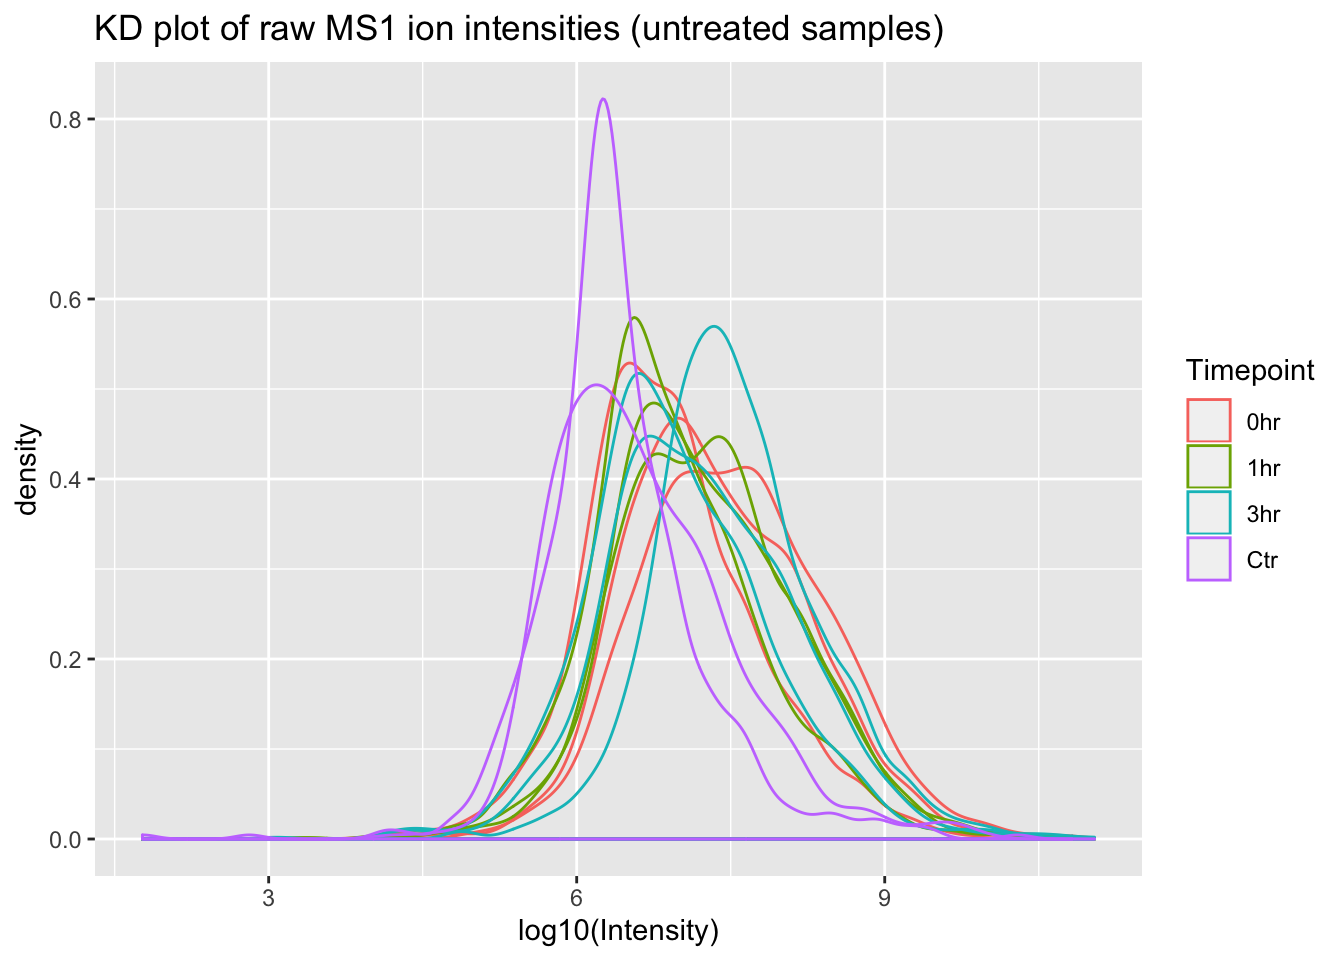 KD plot of raw MS1 ion intensities (untreated samples)
0.8
0.6
0.4
0.2
0.0
density
3
6
9
log10(Intensity)
Timepoint
0hr
1hr
3hr
Ctr